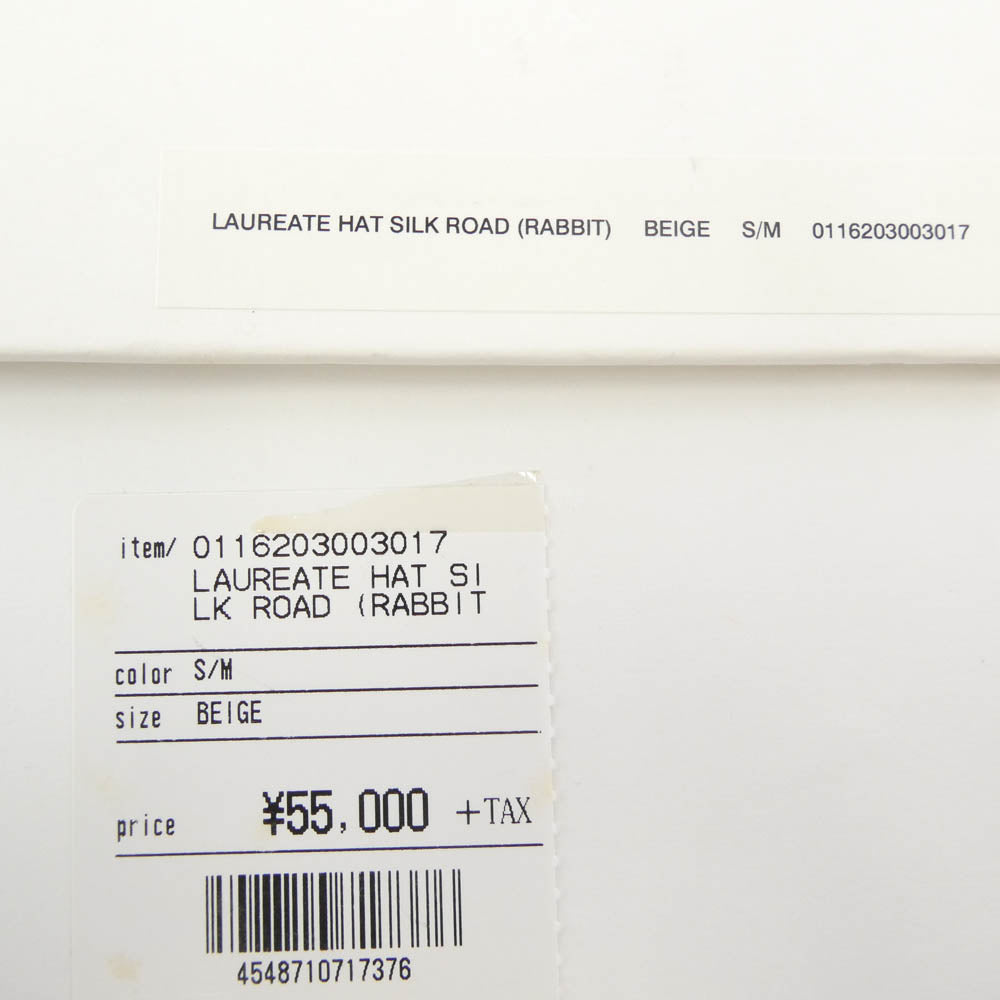 LAUREATE HAT SILK ROAD (RABBIT) BEIGE S/M 0116203003017
item/ 0116203003017
LAUREATE HAT SI
LK ROAD (RABBIT
color S/M
size BEIGE
price ¥55,000 +TAX
4548710717376